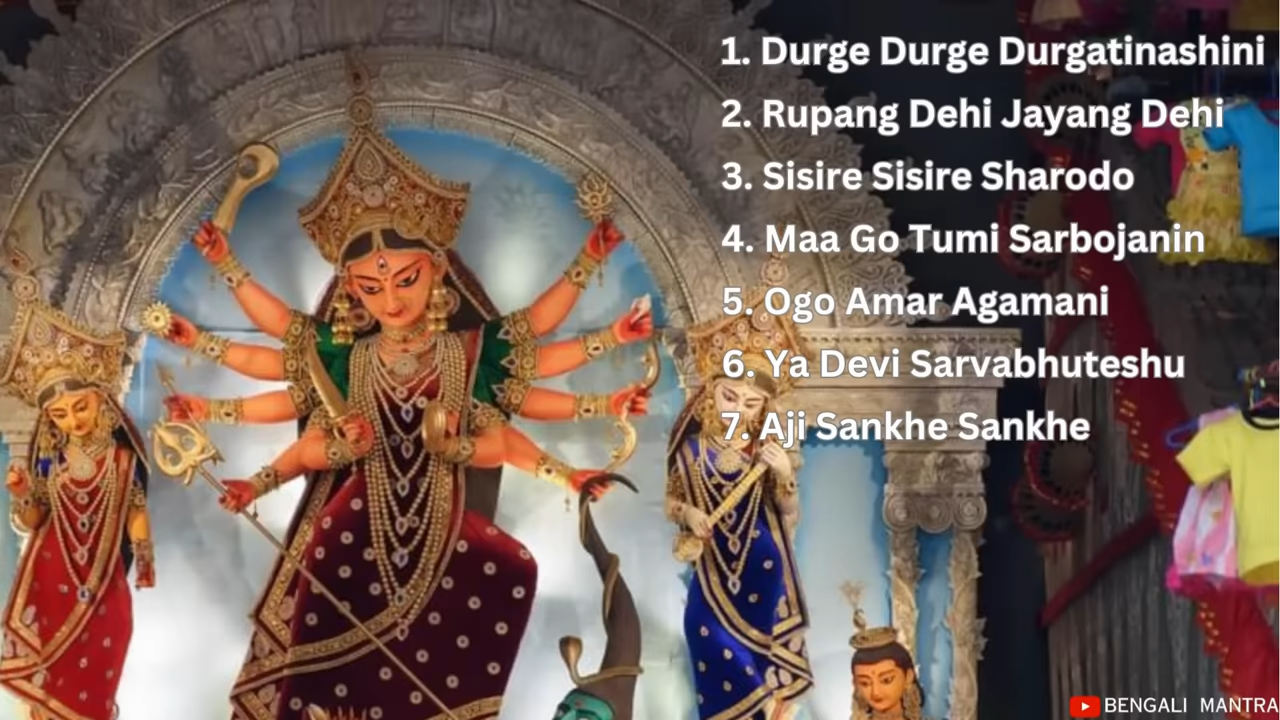 1. Durge Durge Durgatinashini
2. Rupang Dehi Jayang Dehi
3. Sisire Sisire Sharodo
4. Maa Go Tumi Sarbojanin
5. Ogo Amar Agamani
6. Ya Devi Sarvabhuteshu
7. Aji Sankhe Sankhe
BENGALI MANTRA